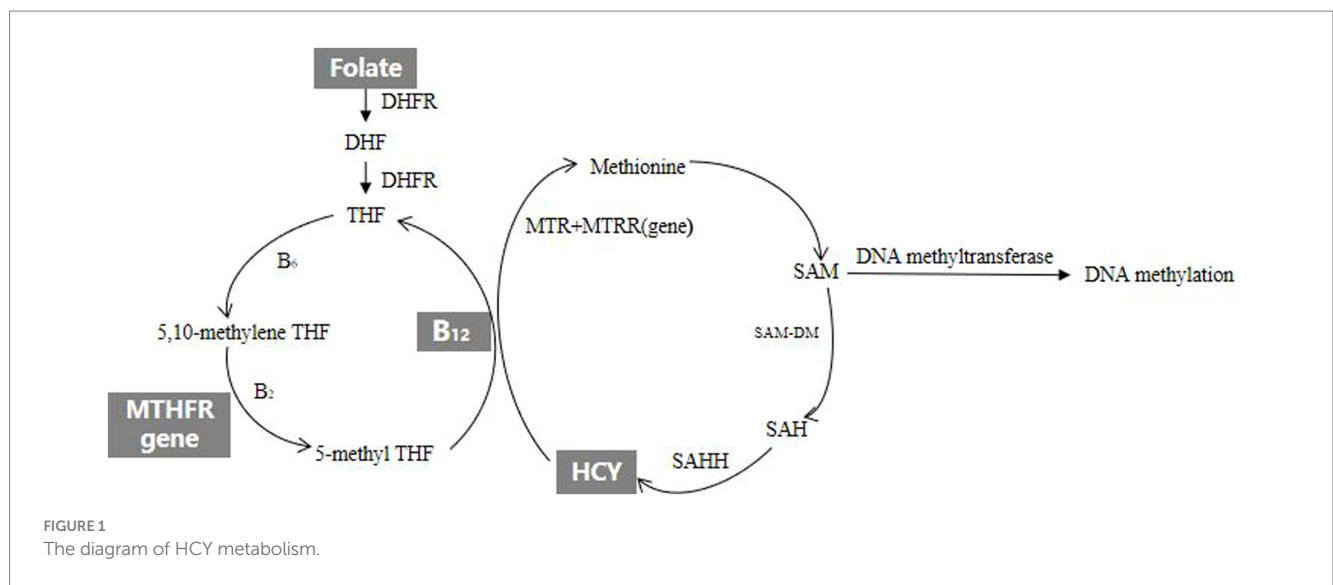 Folate
DHFR
DHF
DHFR
THF
B₆
5,10-methylene THF
B₂
MTHFR
gene
5-methyl THF
B₁₂
Methionine
MTR+MTRR(gene)
SAM
DNA methyltransferase
DNA methylation
SAM-DM
SAH
SAHH
HCY
FIGURE 1
The diagram of HCY metabolism.